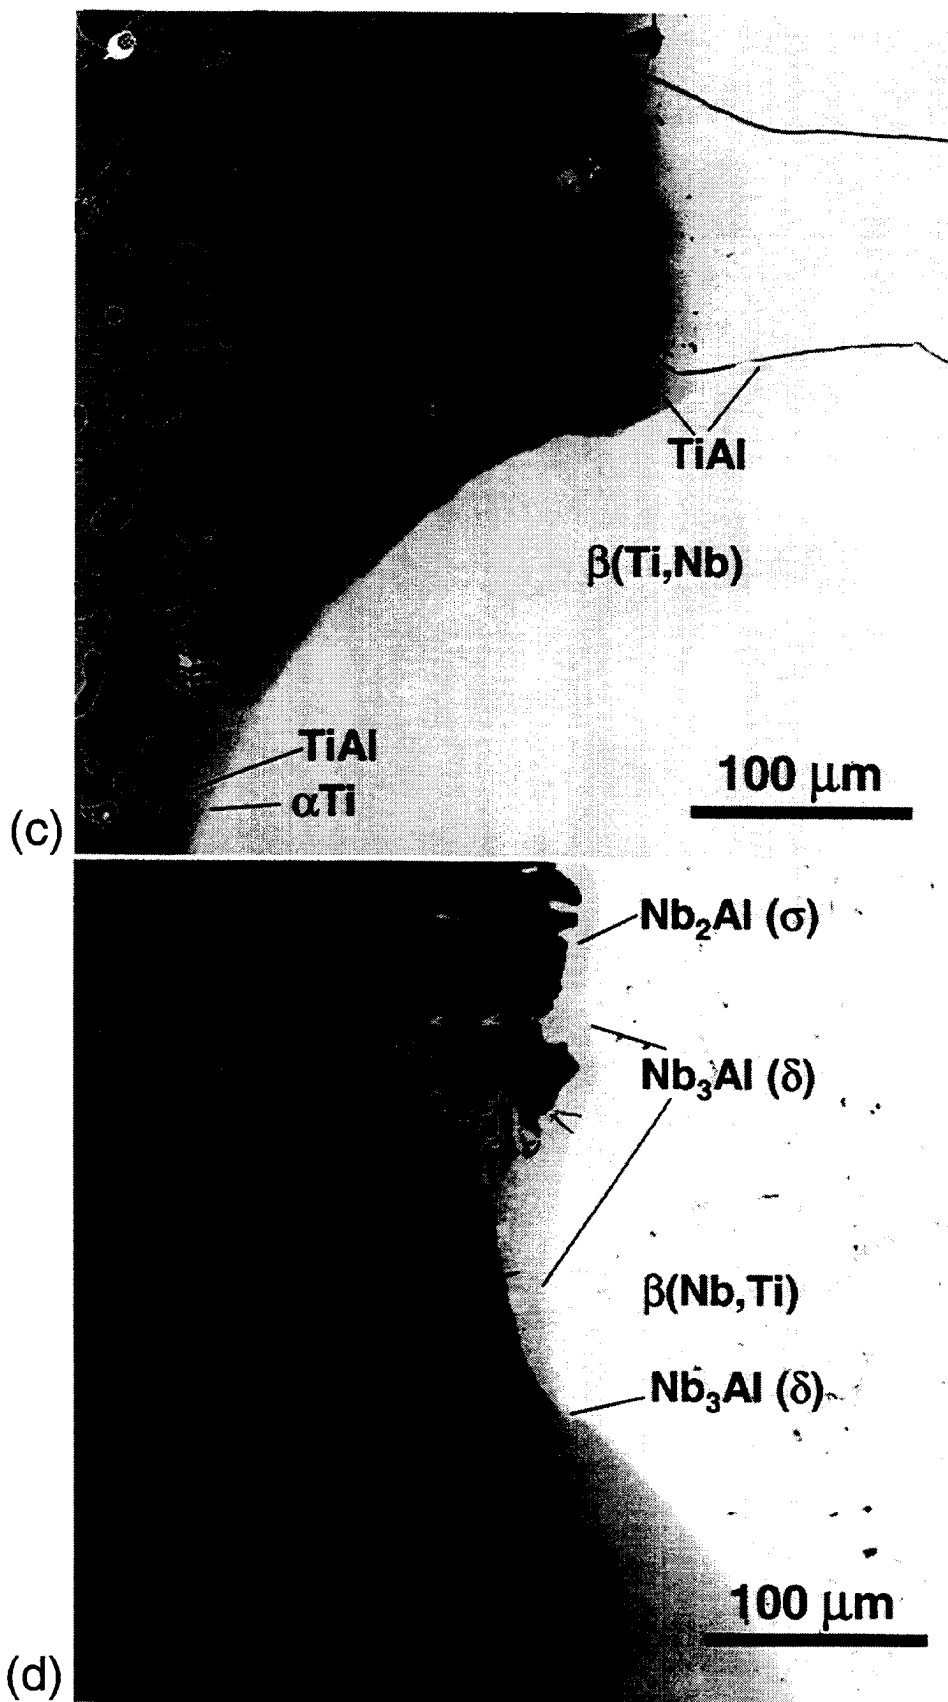 TiAl
β(Ti,Nb)
TiAl
αTi
100 μm
(c)
Nb₂Al (σ)
Nb₃Al (δ)
β(Nb,Ti)
Nb₃Al (δ)
100 μm
(d)